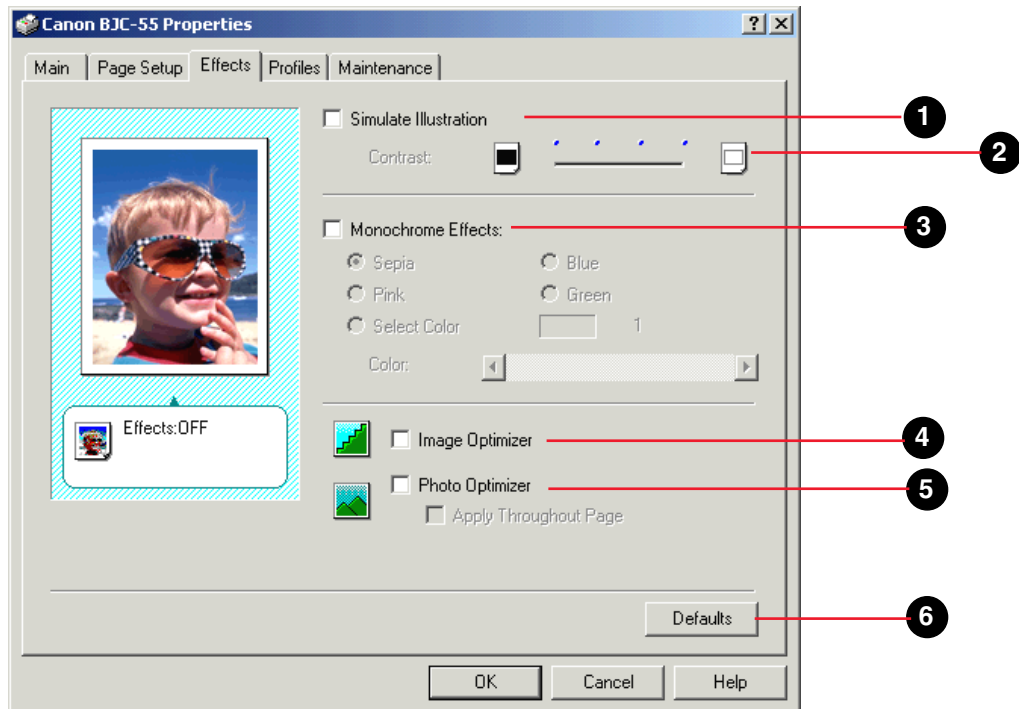 Canon BJC-55 Properties
? ×
Main Page Setup Effects Profiles Maintenance
Simulate Illustration 1
Contrast: 2
Monochrome Effects: 3
Sepia Blue
Pink Green
Select Color 1
Color:
Effects:OFF
Image Optimizer 4
Photo Optimizer 5
Apply Throughout Page
Defaults 6
OK Cancel Help